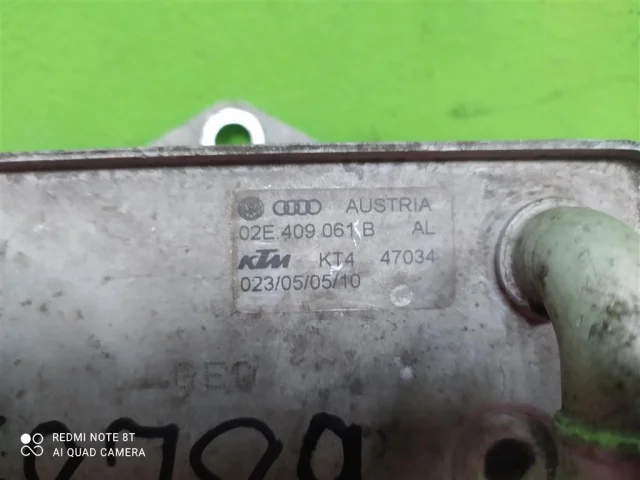 AUSTRIA
02E 409 061 B AL
KTM KT4 47034
023/05/05/10
REDMI NOTE 8T
AI QUAD CAMERA